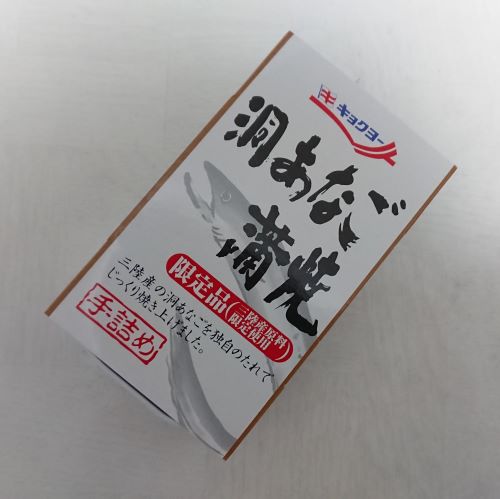 キョクヨー
洞あなご
蒲焼
限定品(三陸産原料
限定使用)
三陸産の洞あなごを独自のたれで
じっくり焼き上げました。
手詰め